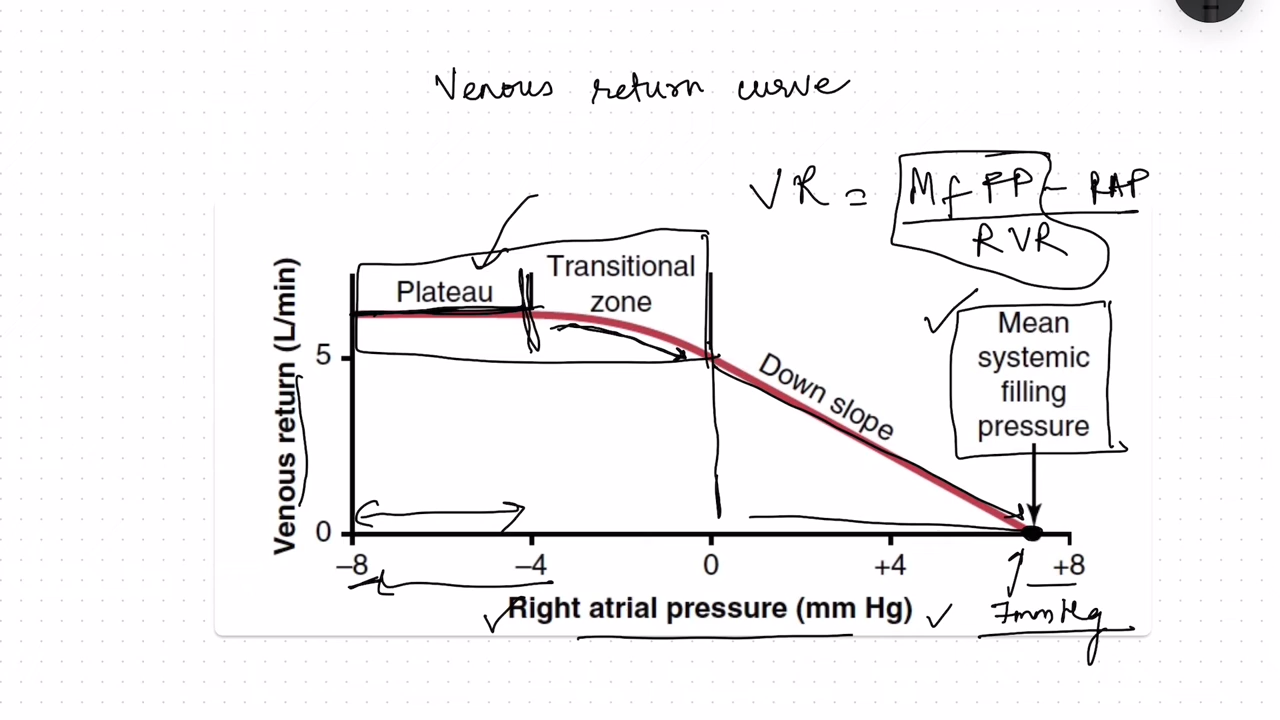 Venous return curve
VR = MSFP - RAP
RVR
Transitional
zone
Plateau
Mean
systemic
filling
pressure
Down slope
Venous return (L/min)
5
0
–8 –4 0 +4 +8
Right atrial pressure (mm Hg)
7mmHg